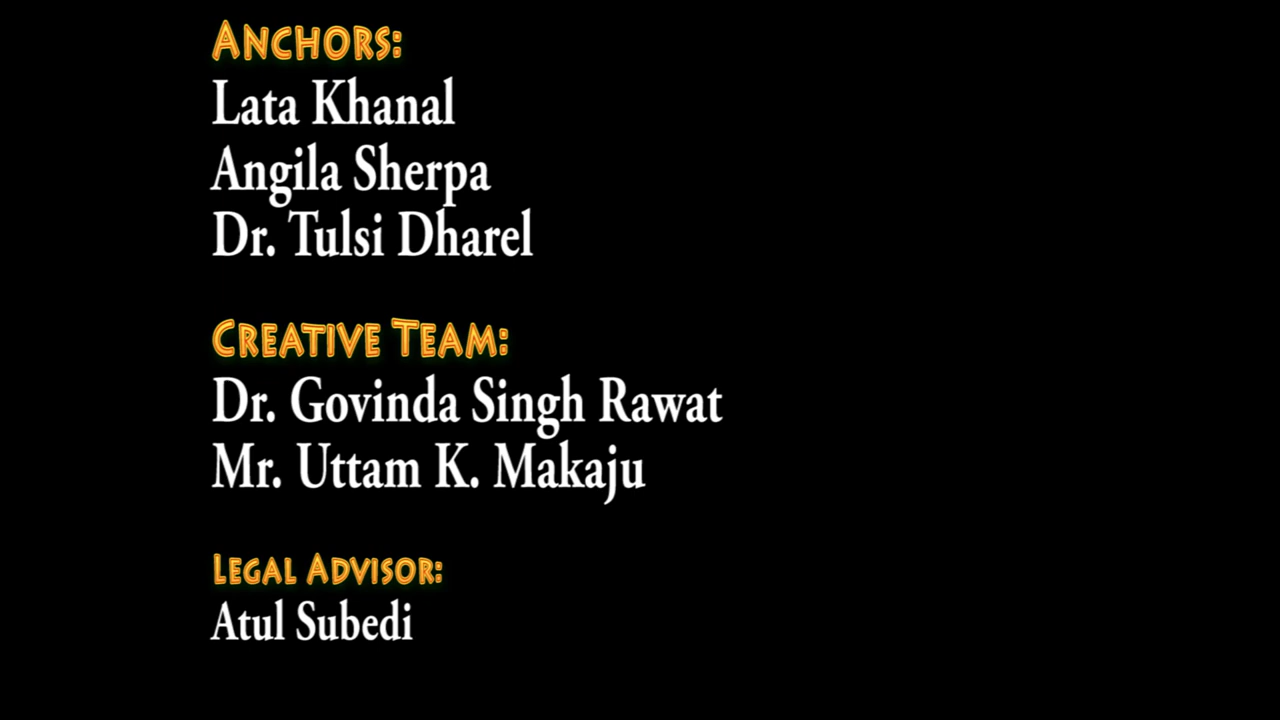 ANCHORS:
Lata Khanal
Angila Sherpa
Dr. Tulsi Dharel
CREATIVE TEAM:
Dr. Govinda Singh Rawat
Mr. Uttam K. Makaju
LEGAL ADVISOR:
Atul Subedi